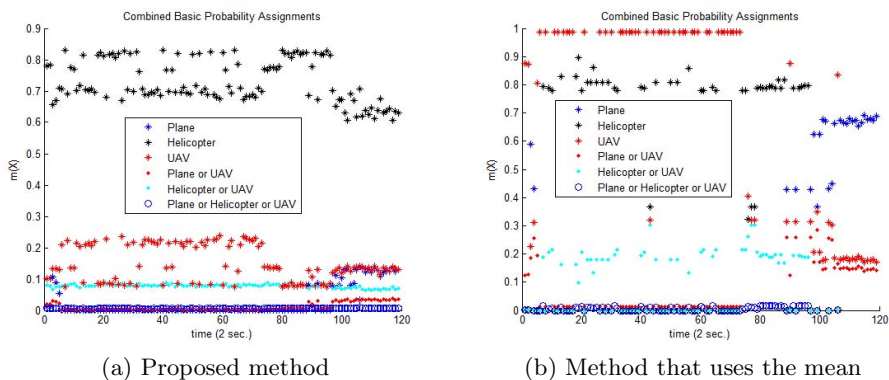 Combined Basic Probability Assignments
0.9
0.8
0.7
0.6
0.5
0.4
0.3
0.2
0.1
0
m(X)
Plane
Helicopter
UAV
Plane or UAV
Helicopter or UAV
Plane or Helicopter or UAV
0 20 40 60 80 100 120
time (2 sec.)
(a) Proposed method
Combined Basic Probability Assignments
1
0.9
0.8
0.7
0.6
0.5
0.4
0.3
0.2
0.1
0
m(X)
Plane
Helicopter
UAV
Plane or UAV
Helicopter or UAV
Plane or Helicopter or UAV
0 20 40 60 80 100 120
time (2 sec.)
(b) Method that uses the mean